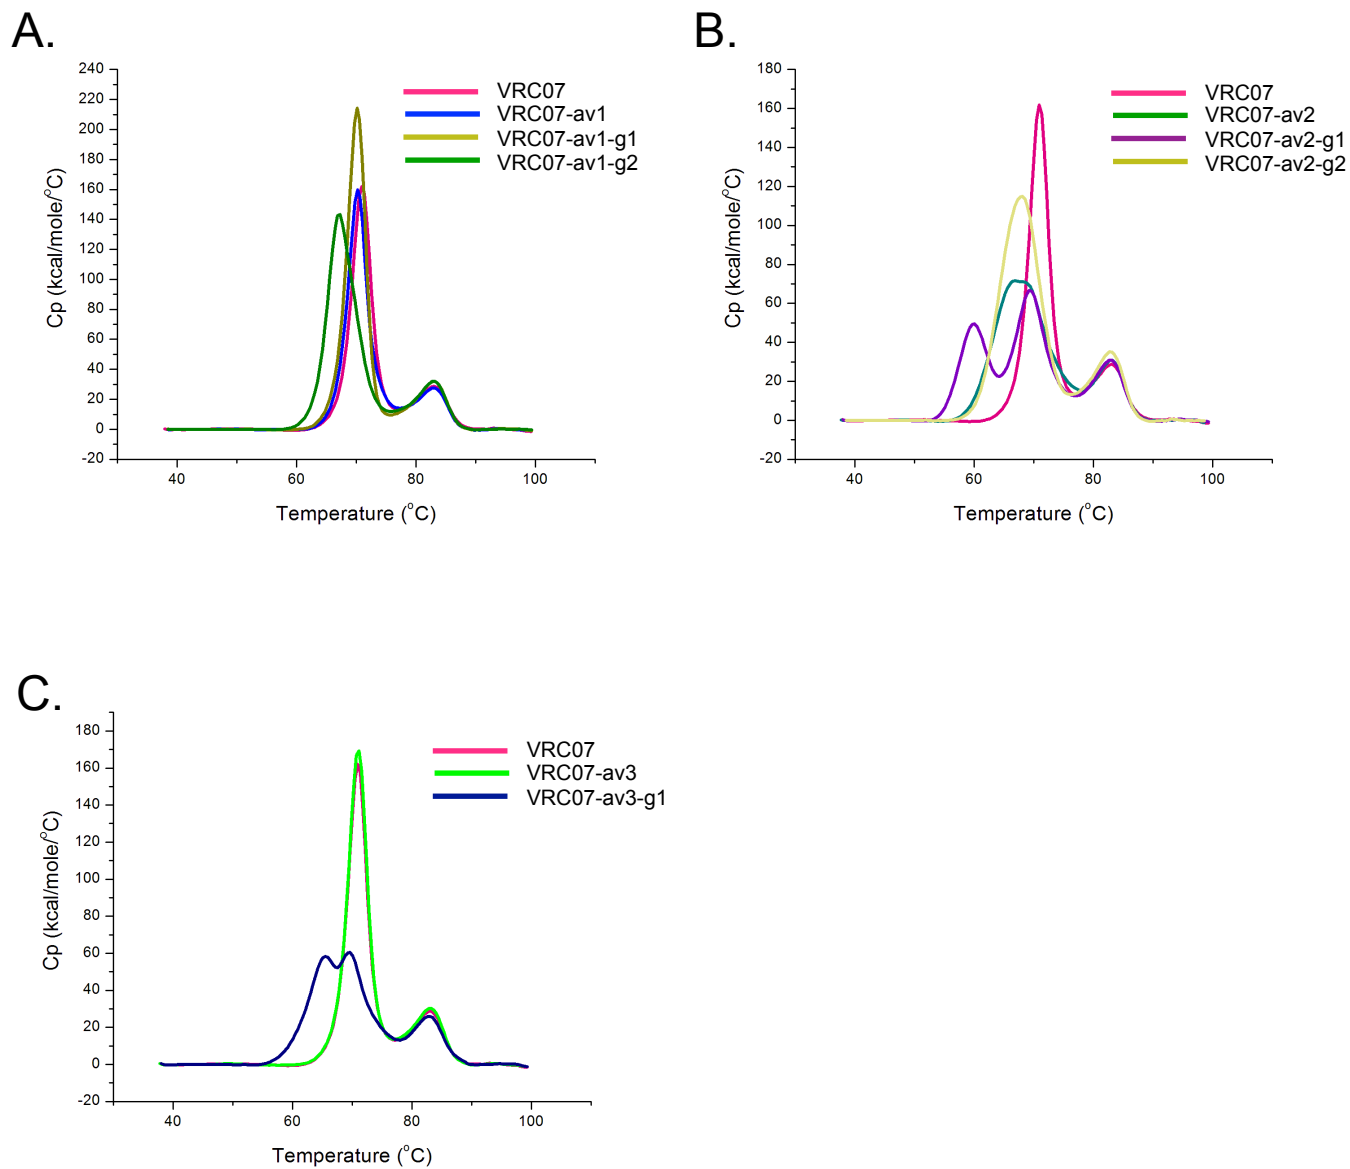 A.
240
220
200
180
160
140
120
100
80
60
40
20
0
-20
Cp (kcal/mole/°C)
40 60 80 100
Temperature (°C)
VRC07
VRC07-av1
VRC07-av1-g1
VRC07-av1-g2
B.
180
160
140
120
100
80
60
40
20
0
-20
Cp (kcal/mole/°C)
40 60 80 100
Temperature (°C)
VRC07
VRC07-av2
VRC07-av2-g1
VRC07-av2-g2
C.
180
160
140
120
100
80
60
40
20
0
-20
Cp (kcal/mole/°C)
40 60 80 100
Temperature (°C)
VRC07
VRC07-av3
VRC07-av3-g1